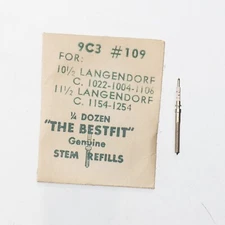 9C3 #109
FOR:
10½ LANGENDORF
C. 1022-1004-1106
11½ LANGENDORF
C. 1154-1254
¼ DOZEN
"THE BESTFIT"
Genuine
STEM REFILLS